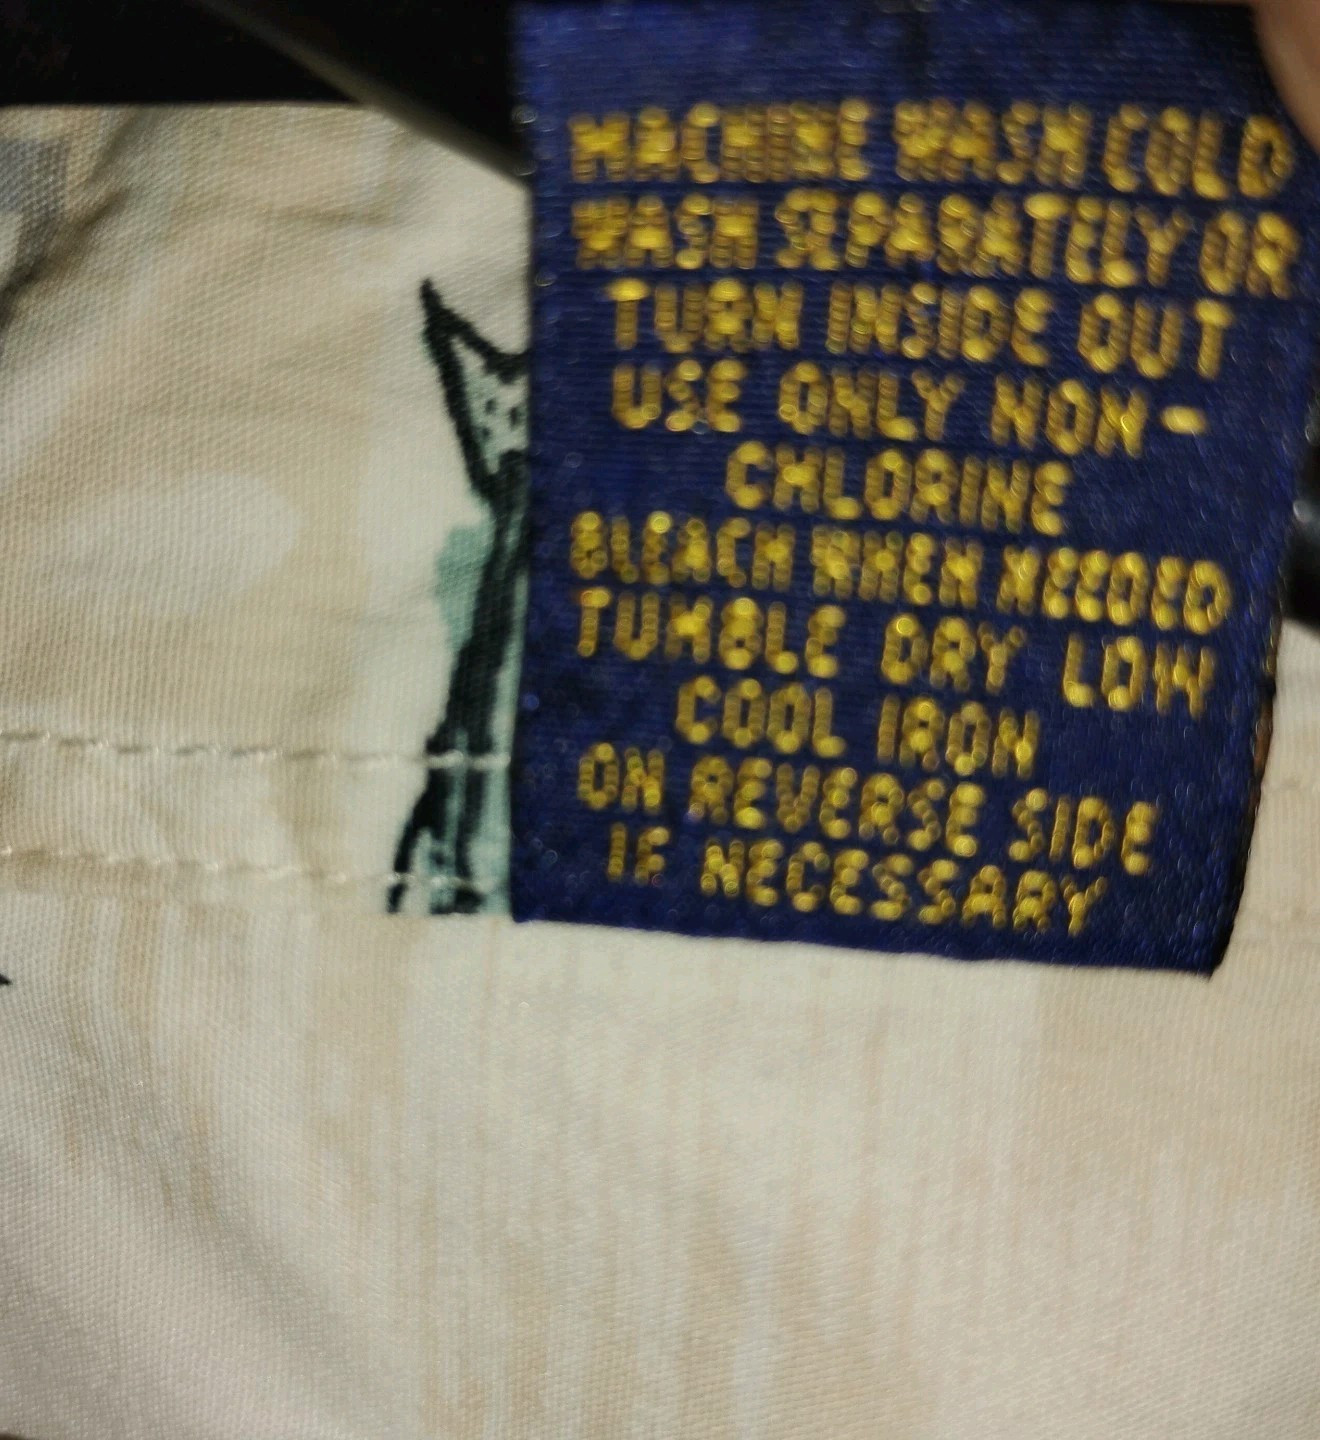 MACHINE WASH COLD
WASH SEPARATELY OR
TURN INSIDE OUT
USE ONLY NON-
CHLORINE
BLEACH WHEN NEEDED
TUMBLE DRY LOW
COOL IRON
ON REVERSE SIDE
IF NECESSARY